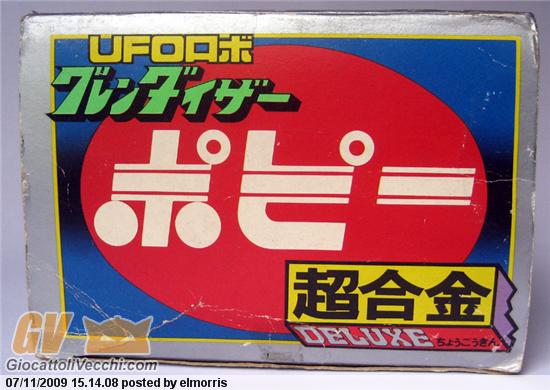 UFOロボ
グレンダイザー
ポピー
超合金
DELUXE ちょうごうきん
GV
GiocattoliVecchi.com
07/11/2009 15.14.08 posted by elmorris